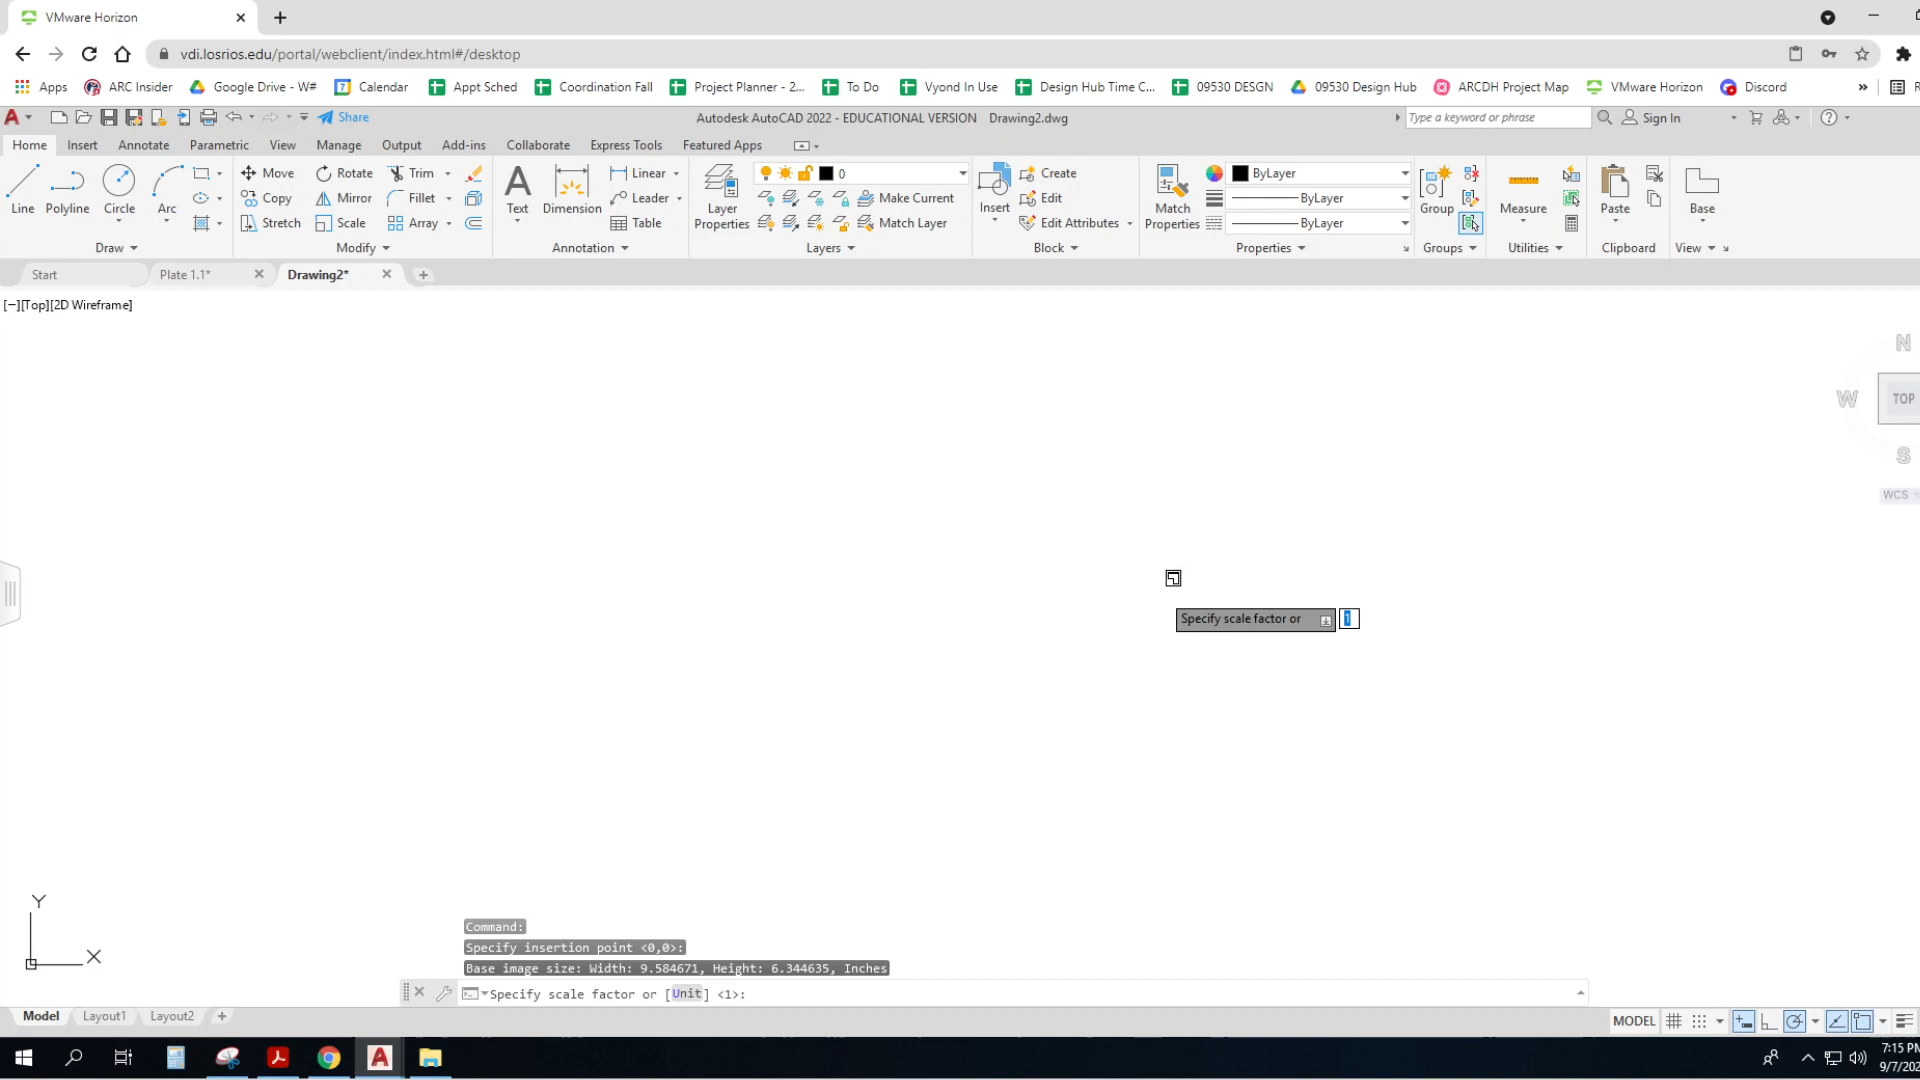 VMware Horizon
vdi.losrios.edu/portal/webclient/index.html#/desktop
Apps ARC Insider Google Drive - W# Calendar Appt Sched Coordination Fall Project Planner - 2... To Do Vyond In Use Design Hub Time C... 09530 DESGN 09530 Design Hub ARCDH Project Map VMware Horizon Discord »
Share Autodesk AutoCAD 2022 - EDUCATIONAL VERSION Drawing2.dwg Type a keyword or phrase Sign In
Home Insert Annotate Parametric View Manage Output Add-ins Collaborate Express Tools Featured Apps
Move Rotate Trim Linear 0 Create ByLayer
Copy Mirror Fillet Leader Make Current Edit ByLayer
Line Polyline Circle Arc Text Dimension Layer Properties Insert Match Properties Group Measure Paste Base
Stretch Scale Array Table Match Layer Edit Attributes ByLayer
Draw Modify Annotation Layers Block Properties Groups Utilities Clipboard View
Start Plate 1.1* Drawing2*
[−][Top][2D Wireframe]
N
W TOP
S
WCS
Specify scale factor or 1
Y
X
Command:
Specify insertion point <0,0>:
Base image size: Width: 9.584671, Height: 6.344635, Inches
Specify scale factor or [Unit] <1>:
Model Layout1 Layout2 MODEL
7:15 PM